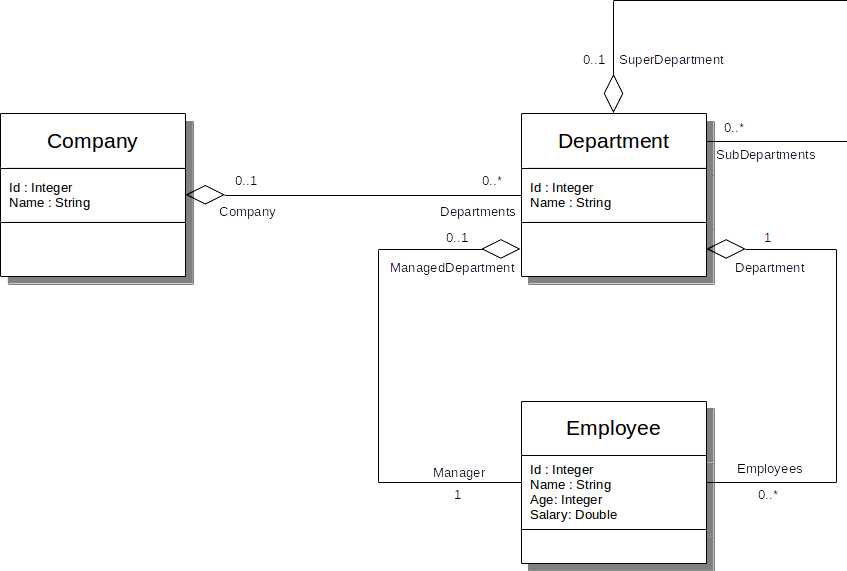 0..1
SuperDepartment
Company
Department
0..*
SubDepartments
Id : Integer
Name : String
0..1
Company
0..*
Departments
Id : Integer
Name : String
0..1
ManagedDepartment
1
Department
Employee
Manager
1
Id : Integer
Name : String
Age: Integer
Salary: Double
Employees
0..*